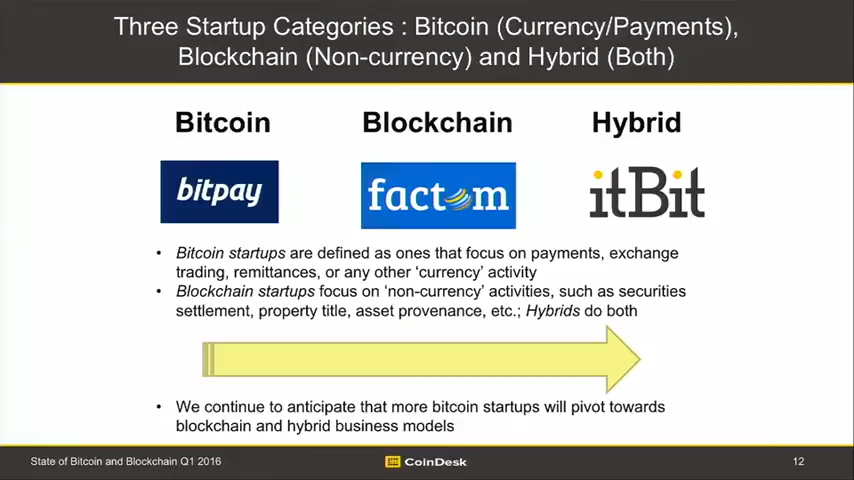 Three Startup Categories : Bitcoin (Currency/Payments),
Blockchain (Non-currency) and Hybrid (Both)
Bitcoin
Blockchain
Hybrid
bitpay
factom
itBit
• Bitcoin startups are defined as ones that focus on payments, exchange
trading, remittances, or any other ‘currency’ activity
• Blockchain startups focus on ‘non-currency’ activities, such as securities
settlement, property title, asset provenance, etc.; Hybrids do both
• We continue to anticipate that more bitcoin startups will pivot towards
blockchain and hybrid business models
State of Bitcoin and Blockchain Q1 2016
CoinDesk
12